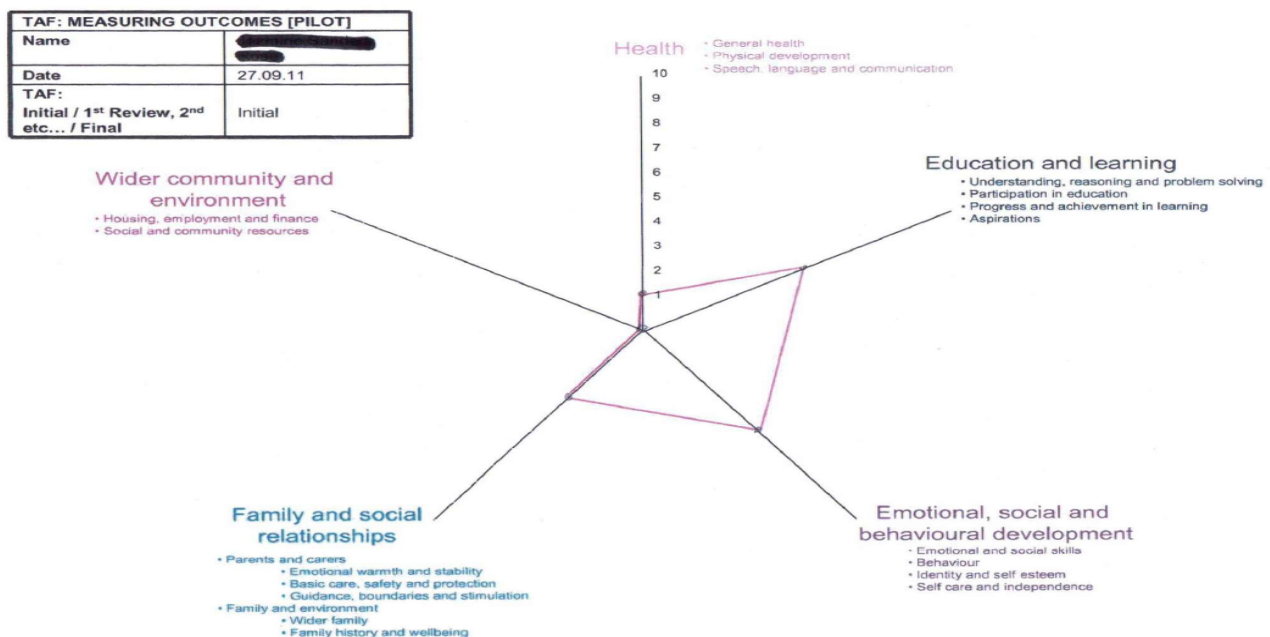 TAF: MEASURING OUTCOMES [PILOT]
Name
Date 27.09.11
TAF:
Initial / 1st Review, 2nd
etc... / Final
Initial
Health
• General health
• Physical development
• Speech, language and communication
10
9
8
7
6
5
4
3
2
1
Education and learning
• Understanding, reasoning and problem solving
• Participation in education
• Progress and achievement in learning
• Aspirations
Wider community and
environment
• Housing, employment and finance
• Social and community resources
Family and social
relationships
• Parents and carers
• Emotional warmth and stability
• Basic care, safety and protection
• Guidance, boundaries and stimulation
• Family and environment
• Wider family
• Family history and wellbeing
Emotional, social and
behavioural development
• Emotional and social skills
• Behaviour
• Identity and self esteem
• Self care and independence